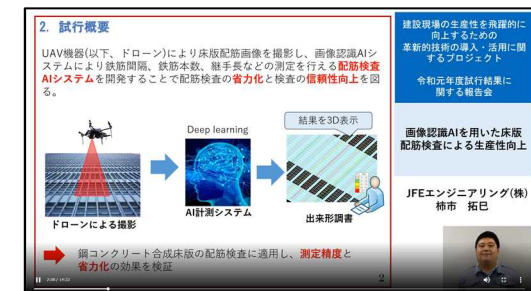 2. 試行概要
UAV機器(以下、ドローン)により床版配筋画像を撮影し、画像認識AIシ
ステムにより鉄筋間隔、鉄筋本数、継手長などの測定を行える配筋検査
AIシステムを開発することで配筋検査の省力化と検査の信頼性向上を図
る。
Deep learning
結果を3D表示
ドローンによる撮影
AI計測システム
出来形調書
鋼コンクリート合成床版の配筋検査に適用し、測定精度と
省力化の効果を検証
2
建設現場の生産性を飛躍的に
向上するための
革新的技術の導入・活用に関
するプロジェクト
令和元年度試行結果に
関する報告会
画像認識AIを用いた床版
配筋検査による生産性向上
JFEエンジニアリング(株)
柿市 拓巳